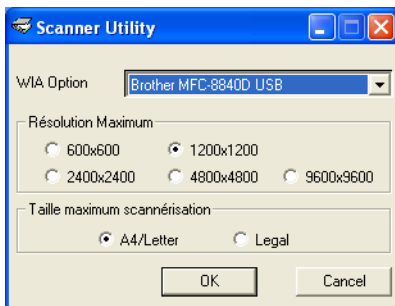 Scanner Utility
WIA Option Brother MFC-8840D USB
Résolution Maximum
600x600 1200x1200
2400x2400 4800x4800 9600x9600
Taille maximum scannérisation
A4/Letter Legal
OK Cancel